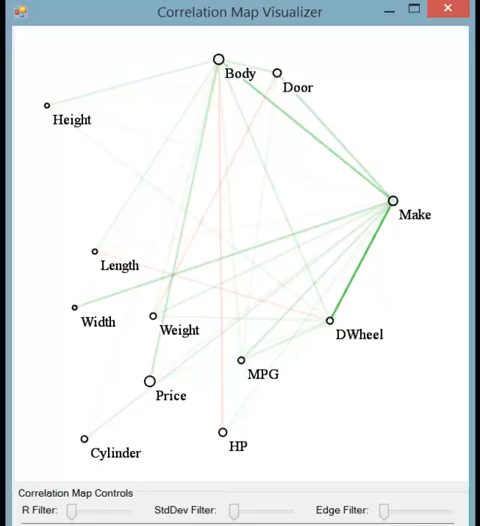 Correlation Map Visualizer
Body
Door
Height
Make
Length
Width
Weight
DWheel
MPG
Price
HP
Cylinder
Correlation Map Controls
R Filter:
StdDev Filter:
Edge Filter: